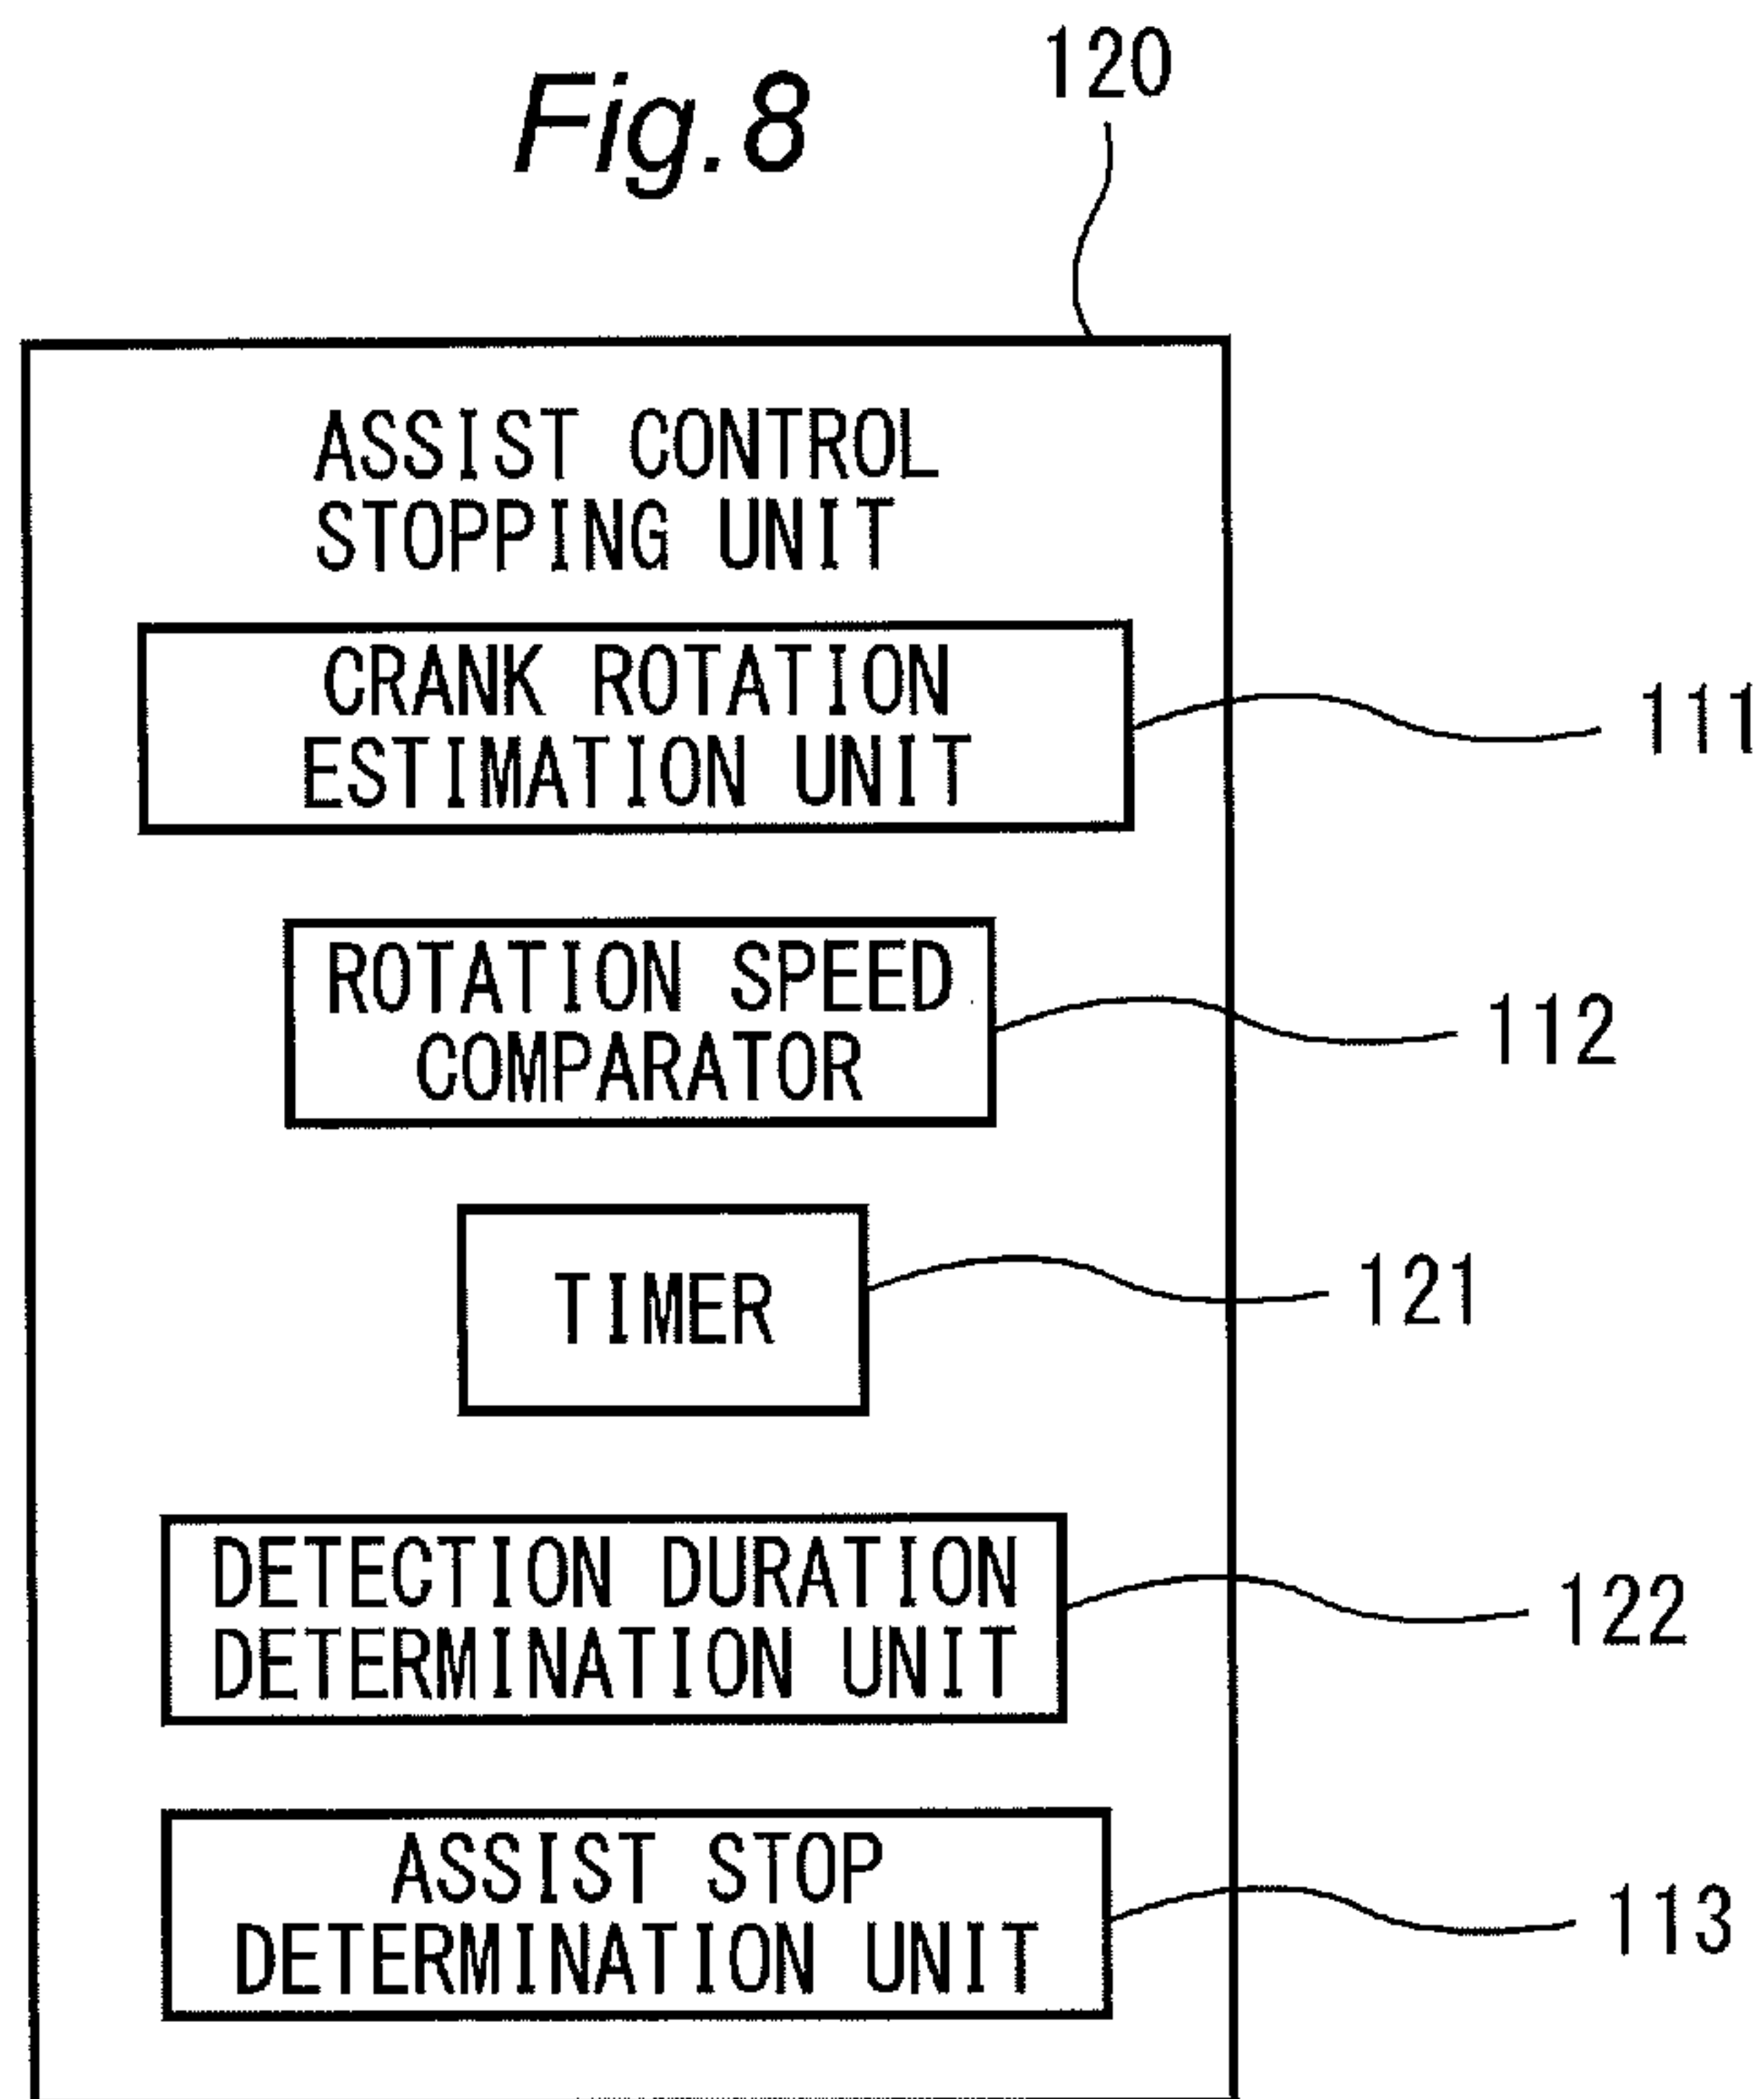 Fig.8
120
ASSIST CONTROL
STOPPING UNIT
CRANK ROTATION
ESTIMATION UNIT
111
ROTATION SPEED
COMPARATOR
112
TIMER
121
DETECTION DURATION
DETERMINATION UNIT
122
ASSIST STOP
DETERMINATION UNIT
113